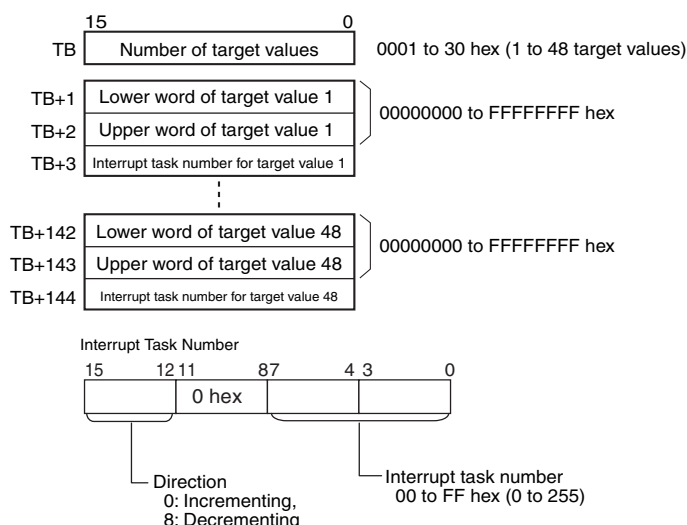 15 0
TB Number of target values 0001 to 30 hex (1 to 48 target values)
TB+1 Lower word of target value 1
00000000 to FFFFFFFF hex
TB+2 Upper word of target value 1
TB+3 Interrupt task number for target value 1
TB+142 Lower word of target value 48
00000000 to FFFFFFFF hex
TB+143 Upper word of target value 48
TB+144 Interrupt task number for target value 48
Interrupt Task Number
15 12 11 87 4 3 0
0 hex
Direction
0: Incrementing,
8: Decrementing
Interrupt task number
00 to FF hex (0 to 255)